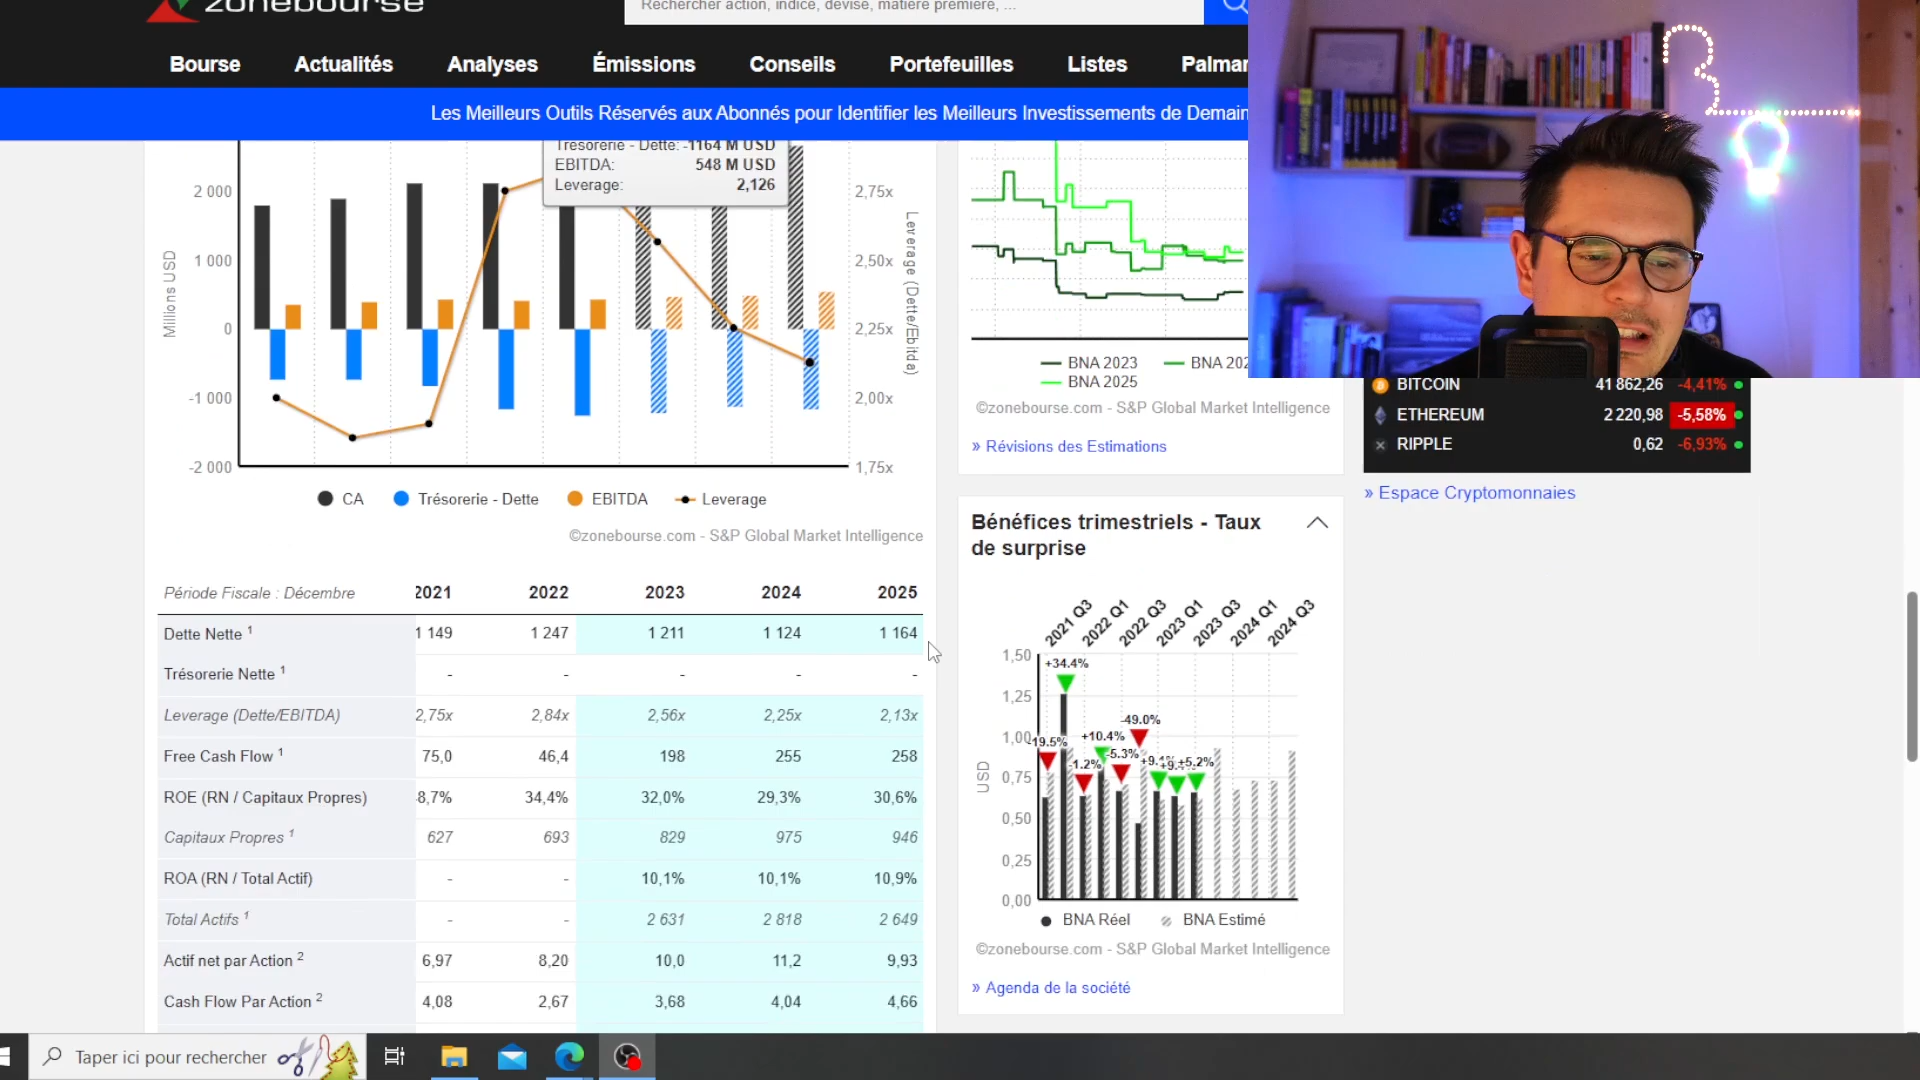 zonebourse
Rechercher action, indice, devise, matière première, ...
Bourse Actualités Analyses Émissions Conseils Portefeuilles Listes Palmar
Les Meilleurs Outils Réservés aux Abonnés pour Identifier les Meilleurs Investissements de Demain
Trésorerie - Dette: -1164 M USD
EBITDA: 548 M USD
Leverage: 2,126
2 000
1 000
0
-1 000
-2 000
Millions USD
2,75x
2,50x
2,25x
2,00x
1,75x
Leverage (Dette/Ebitda)
CA Trésorerie - Dette EBITDA Leverage
©zonebourse.com - S&P Global Market Intelligence
Période Fiscale : Décembre 2021 2022 2023 2024 2025
Dette Nette 1 1 149 1 247 1 211 1 124 1 164
Trésorerie Nette 1 - - - - -
Leverage (Dette/EBITDA) 2,75x 2,84x 2,56x 2,25x 2,13x
Free Cash Flow 1 75,0 46,4 198 255 258
ROE (RN / Capitaux Propres) 8,7% 34,4% 32,0% 29,3% 30,6%
Capitaux Propres 1 627 693 829 975 946
ROA (RN / Total Actif) - - 10,1% 10,1% 10,9%
Total Actifs 1 - - 2 631 2 818 2 649
Actif net par Action 2 6,97 8,20 10,0 11,2 9,93
Cash Flow Par Action 2 4,08 2,67 3,68 4,04 4,66
BNA 2023 BNA 202
BNA 2025
©zonebourse.com - S&P Global Market Intelligence
» Révisions des Estimations
Bénéfices trimestriels - Taux
de surprise
2021 Q3 2022 Q1 2022 Q3 2023 Q1 2023 Q3 2024 Q1 2024 Q3
1,50
1,25
1,00
0,75
0,50
0,25
0,00
USD
+34.4%
-49.0%
-19.5%
+10.4%
-5.3%
-1.2%
+5.2%
BNA Réel BNA Estimé
©zonebourse.com - S&P Global Market Intelligence
» Agenda de la société
BITCOIN 41 862,26 -4,41%
ETHEREUM 2 220,98 -5,58%
RIPPLE 0,62 -6,93%
» Espace Cryptomonnaies
Taper ici pour rechercher